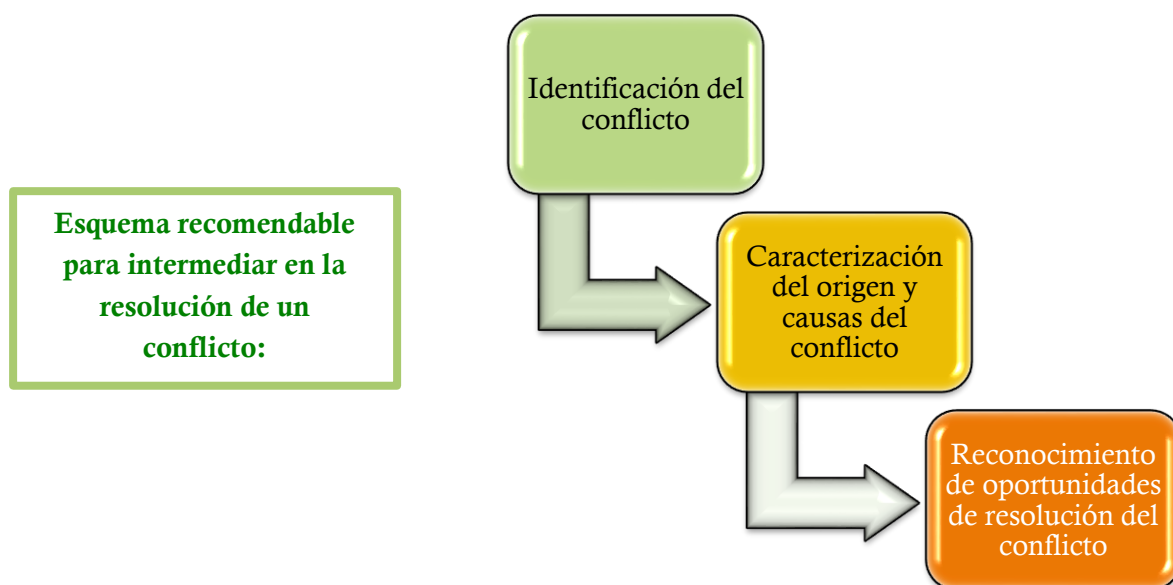 Identificación del
conflicto
Esquema recomendable
para intermediar en la
resolución de un
conflicto:
Caracterización
del origen y
causas del
conflicto
Reconocimiento
de oportunidades
de resolución del
conflicto